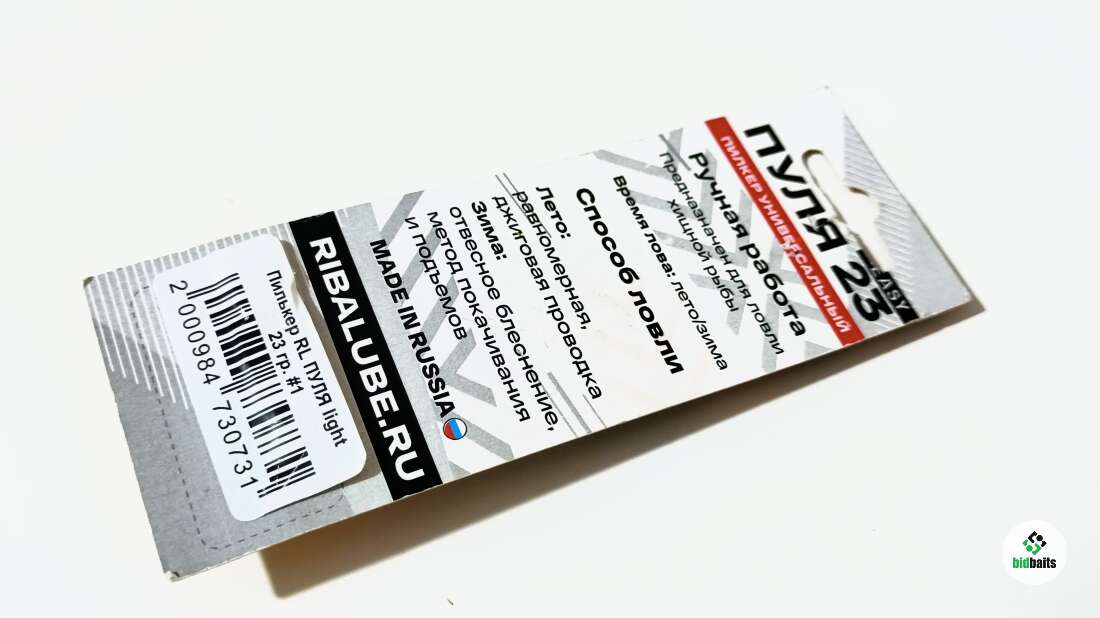 ПУЛЯ 23
EASY
ПИЛКЕР УНИВЕРСАЛЬНЫЙ
Ручная работа
Предназначен для ловли
хищной рыбы
Время лова: лето/зима
Способ ловли
Лето:
равномерная,
джиговая проводка
Зима:
отвесное блеснение,
метод покачивания
и подъёмов
MADE IN RUSSIA
RIBALUBE.RU
Пилькер RL ПУЛЯ light
23 гр. #1
2 000984 730731
bidbaits